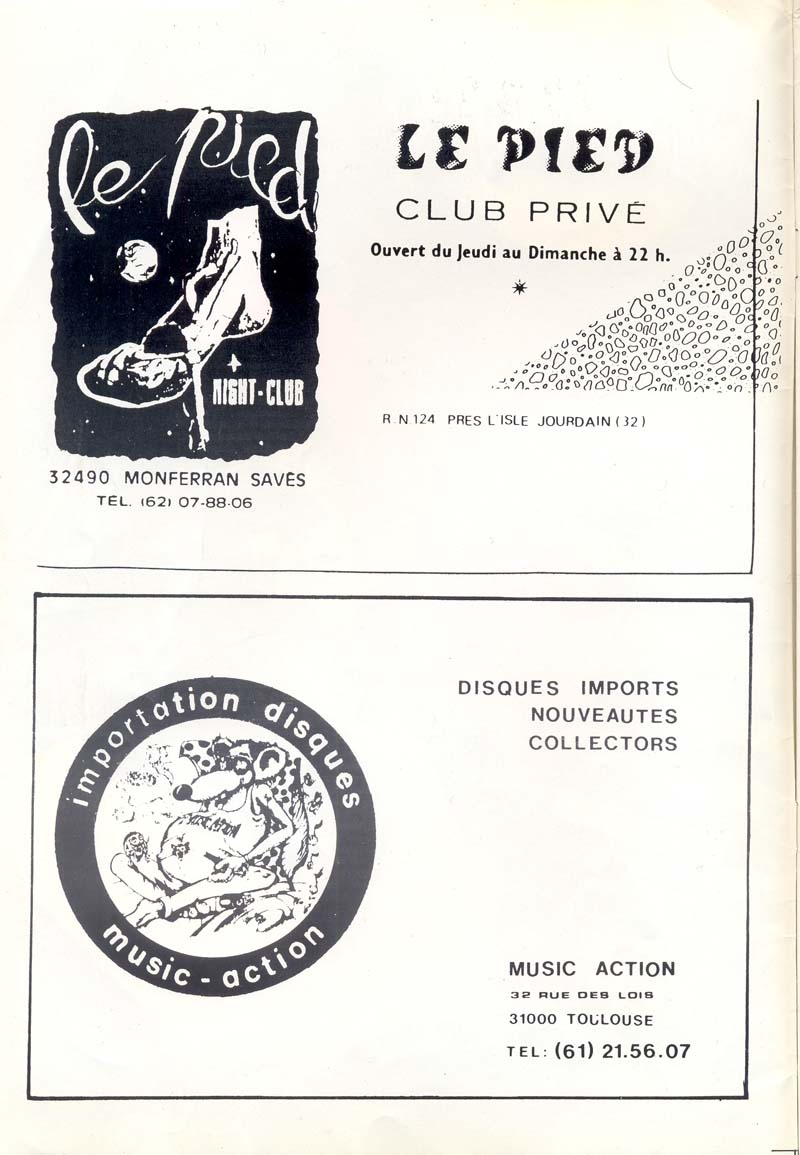 le pied
NIGHT-CLUB
32490 MONFERRAN SAVÈS
TÉL. (62) 07-88-06
LE PIED
CLUB PRIVÉ
Ouvert du Jeudi au Dimanche à 22 h.
R.N 124 PRES L'ISLE JOURDAIN (32)
importation disques
music-action
DISQUES IMPORTS
NOUVEAUTES
COLLECTORS
MUSIC ACTION
32 RUE DES LOIS
31000 TOULOUSE
TEL: (61) 21.56.07